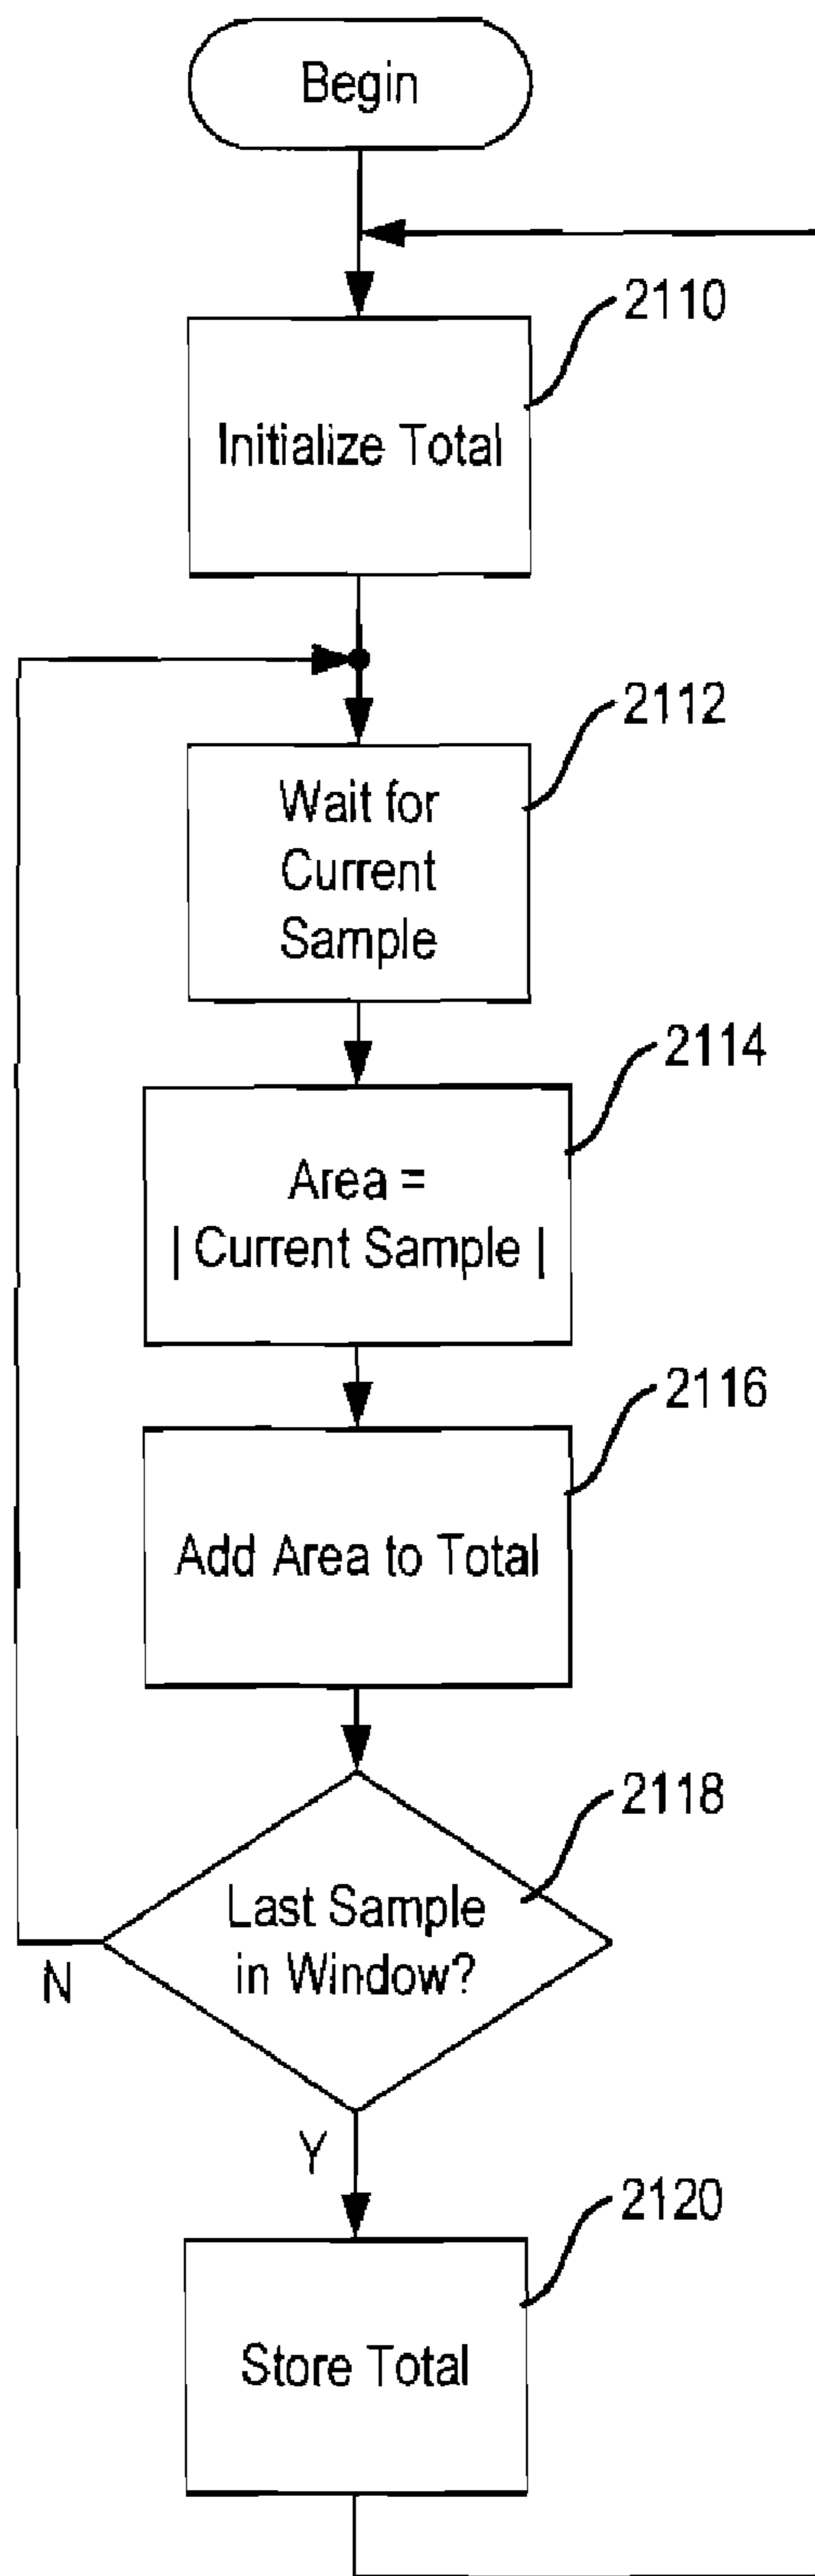 Begin
2110
Initialize Total
2112
Wait for
Current
Sample
2114
Area =
| Current Sample |
2116
Add Area to Total
2118
Last Sample
in Window?
N
Y
2120
Store Total